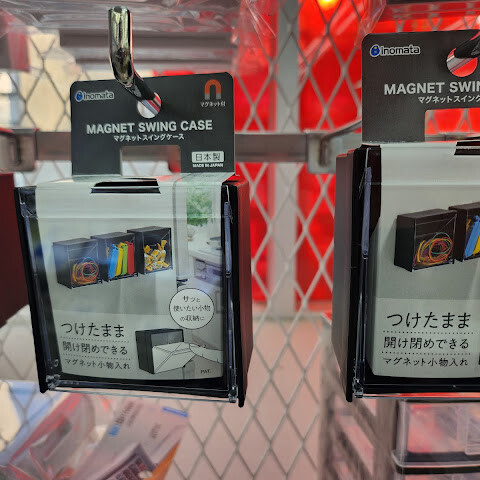 Inomata
マグネット付
MAGNET SWING CASE
マグネットスイングケース
日本製
MADE IN JAPAN
サッと
使いたい小物
の収納に
つけたまま
開け閉めできる
マグネット小物入れ
PAT.
Inomata
MAGNET SWIN
マグネットスイング
つけたまま
開け閉めできる
マグネット小物入れ